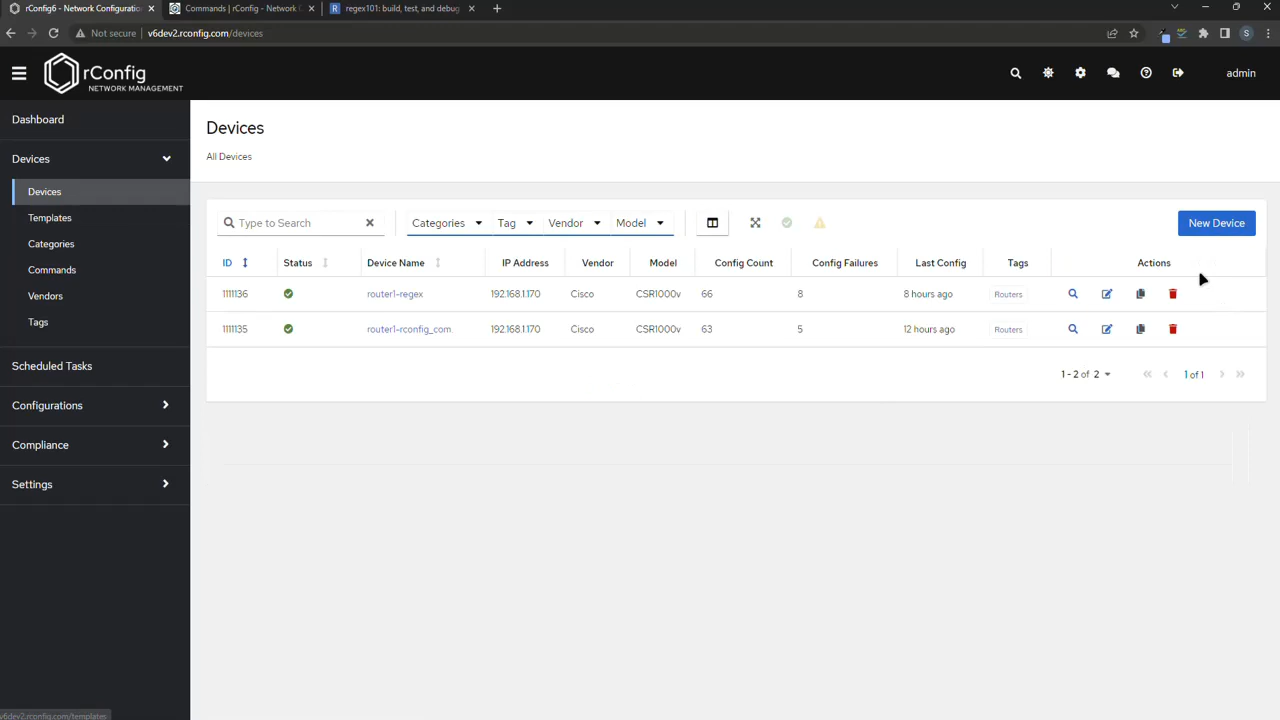 rConfig6 - Network Configuration
Commands | rConfig - Network
regex101: build, test, and debug
Not secure
v6dev2.rconfig.com/devices
S
rConfig
NETWORK MANAGEMENT
admin
Dashboard
Devices
Devices
Templates
Categories
Commands
Vendors
Tags
Scheduled Tasks
Configurations
Compliance
Settings
Devices
All Devices
Type to Search
Categories
Tag
Vendor
Model
New Device
ID Status Device Name IP Address Vendor Model Config Count Config Failures Last Config Tags Actions
1111136 router1-regex 192.168.1.170 Cisco CSR1000v 66 8 8 hours ago Routers
1111135 router1-rconfig_com 192.168.1.170 Cisco CSR1000v 63 5 12 hours ago Routers
1 - 2 of 2
1 of 1
v6dev2.rconfig.com/templates